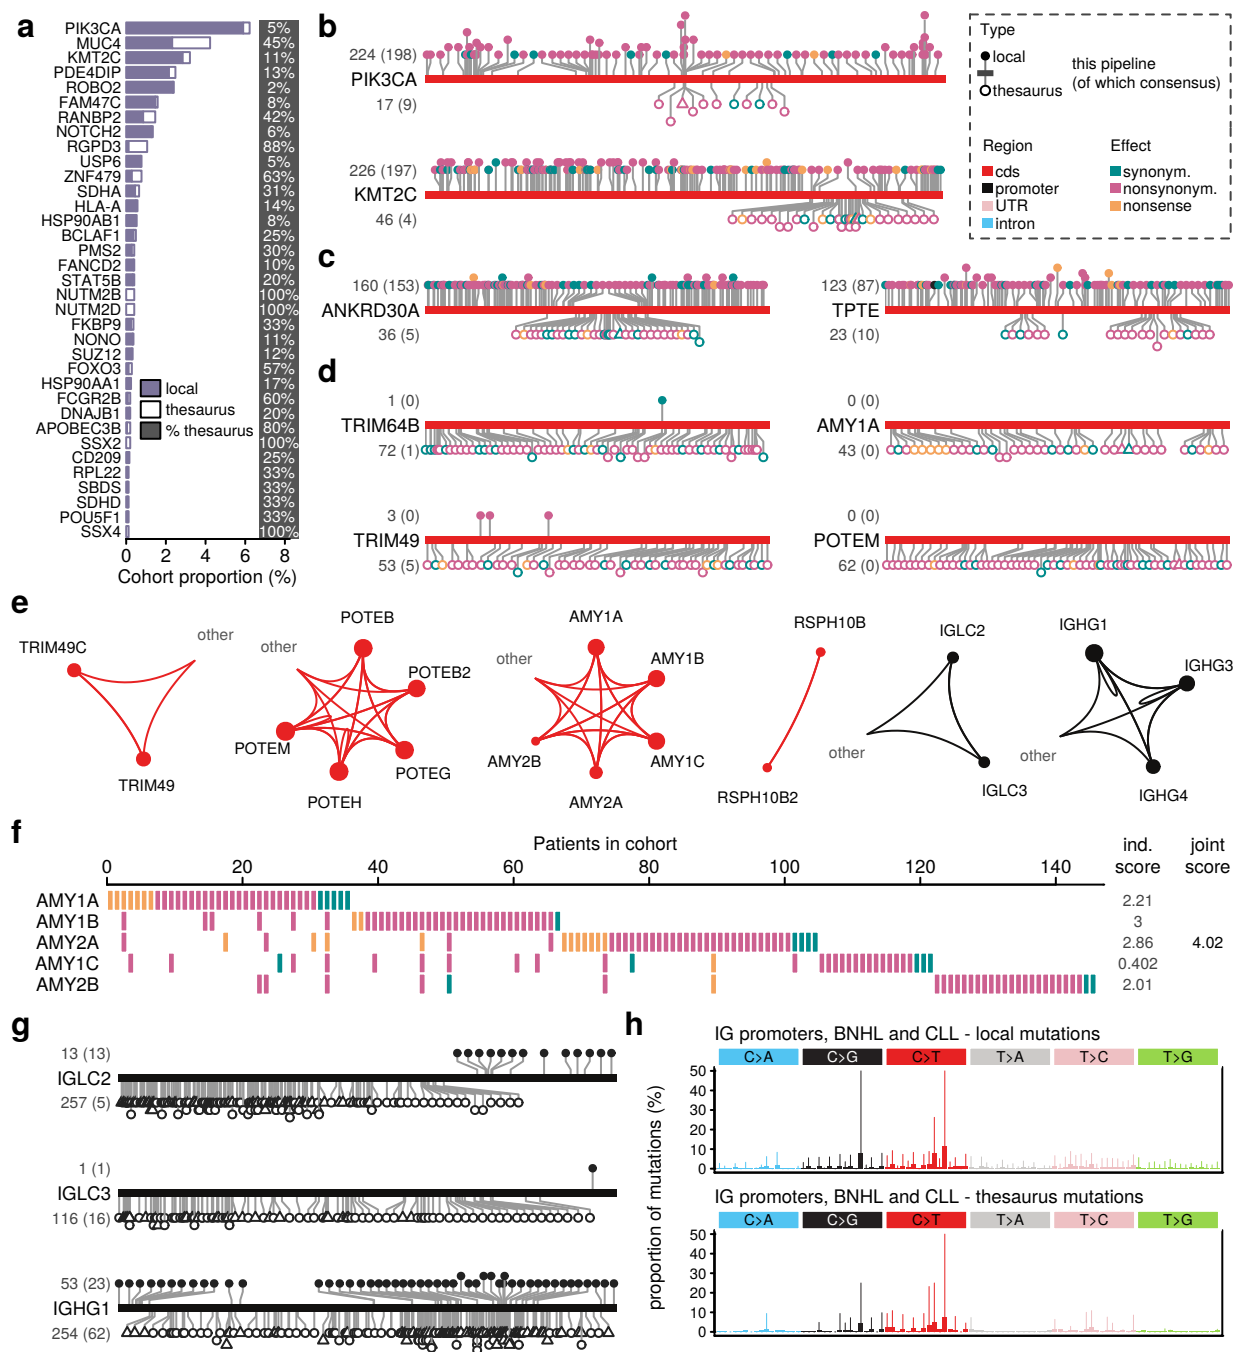 a
PIK3CA 5%
MUC4 45%
KMT2C 11%
PDE4DIP 13%
ROBO2 2%
FAM47C 8%
RANBP2 42%
NOTCH2 6%
RGPD3 88%
USP6 5%
ZNF479 63%
SDHA 31%
HLA-A 14%
HSP90AB1 8%
BCLAF1 25%
PMS2 30%
FANCD2 10%
STAT5B 20%
NUTM2B 100%
NUTM2D 100%
FKBP9 33%
NONO 11%
SUZ12 12%
FOXO3 57%
HSP90AA1 17%
FCGR2B 60%
DNAJB1 20%
APOBEC3B 80%
SSX2 100%
CD209 25%
RPL22 33%
SBDS 33%
SDHD 33%
POU5F1 33%
SSX4 100%
local
thesaurus
% thesaurus
0 2 4 6 8
Cohort proportion (%)
b
224 (198)
PIK3CA
17 (9)
226 (197)
KMT2C
46 (4)
Type
local
thesaurus
this pipeline
(of which consensus)
Region
cds
promoter
UTR
intron
Effect
synonym.
nonsynonym.
nonsense
c
160 (153)
ANKRD30A
36 (5)
123 (87)
TPTE
23 (10)
d
1 (0)
TRIM64B
72 (1)
0 (0)
AMY1A
43 (0)
3 (0)
TRIM49
53 (5)
0 (0)
POTEM
62 (0)
e
TRIM49C
other
TRIM49
other
POTEB
POTEB2
POTEM
POTEG
POTEH
other
AMY1A
AMY1B
AMY2B
AMY1C
AMY2A
RSPH10B
RSPH10B2
IGLC2
other
IGLC3
IGHG1
IGHG3
other
IGHG4
f
Patients in cohort
0 20 40 60 80 100 120 140
ind. score
joint score
AMY1A 2.21
AMY1B 3
AMY2A 2.86 4.02
AMY1C 0.402
AMY2B 2.01
g
13 (13)
IGLC2
257 (5)
1 (1)
IGLC3
116 (16)
53 (23)
IGHG1
254 (62)
h
IG promoters, BNHL and CLL - local mutations
C>A C>G C>T T>A T>C T>G
50
40
30
20
10
0
proportion of mutations (%)
IG promoters, BNHL and CLL - thesaurus mutations
C>A C>G C>T T>A T>C T>G
50
40
30
20
10
0